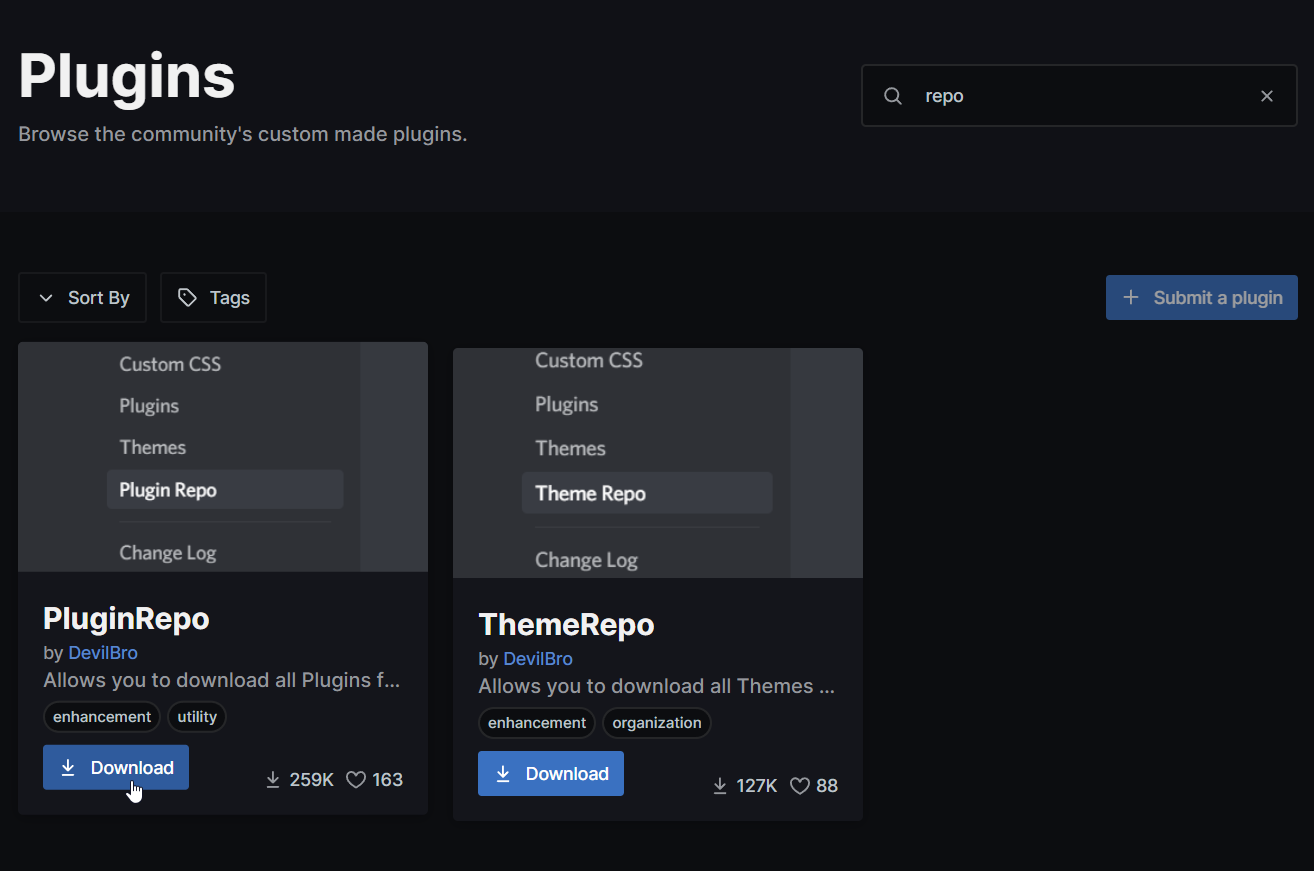 Plugins
Browse the community's custom made plugins.
repo
Sort By
Tags
Submit a plugin
Custom CSS
Plugins
Themes
Plugin Repo
Change Log
PluginRepo
by DevilBro
Allows you to download all Plugins f...
enhancement
utility
Download
259K
163
Custom CSS
Plugins
Themes
Theme Repo
Change Log
ThemeRepo
by DevilBro
Allows you to download all Themes ...
enhancement
organization
Download
127K
88